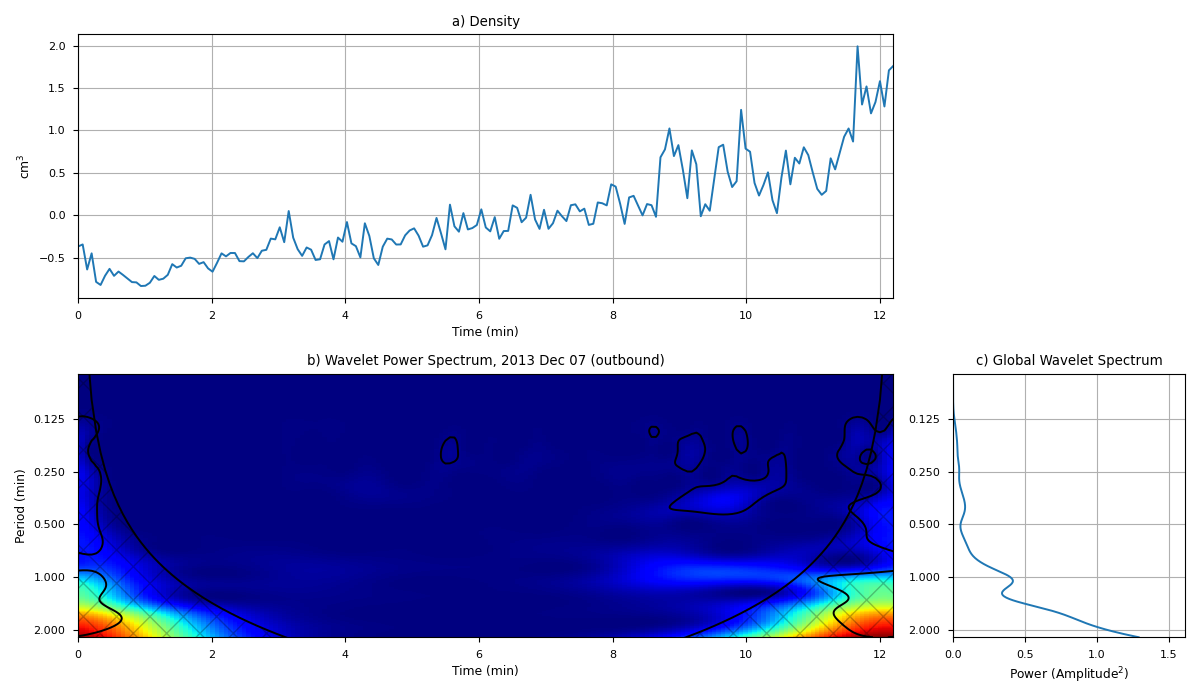 a) Density
2.0
1.5
1.0
0.5
0.0
−0.5
cm³
0 2 4 6 8 10 12
Time (min)
b) Wavelet Power Spectrum, 2013 Dec 07 (outbound)
0.125
0.250
0.500
1.000
2.000
Period (min)
0 2 4 6 8 10 12
Time (min)
c) Global Wavelet Spectrum
0.125
0.250
0.500
1.000
2.000
0.0 0.5 1.0 1.5
Power (Amplitude²)